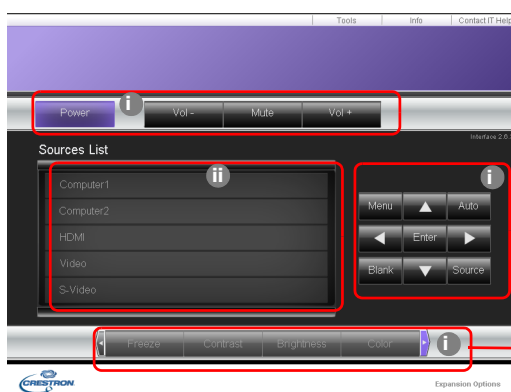 Tools Info Contact IT Help
Power i Vol - Mute Vol +
Interface 2.0.
Sources List
ii
i
Computer1
Computer2
HDMI
Video
S-Video
Menu Auto
Enter
Blank Source
Freeze Contrast Brightness Color i
CRESTRON Expansion Options